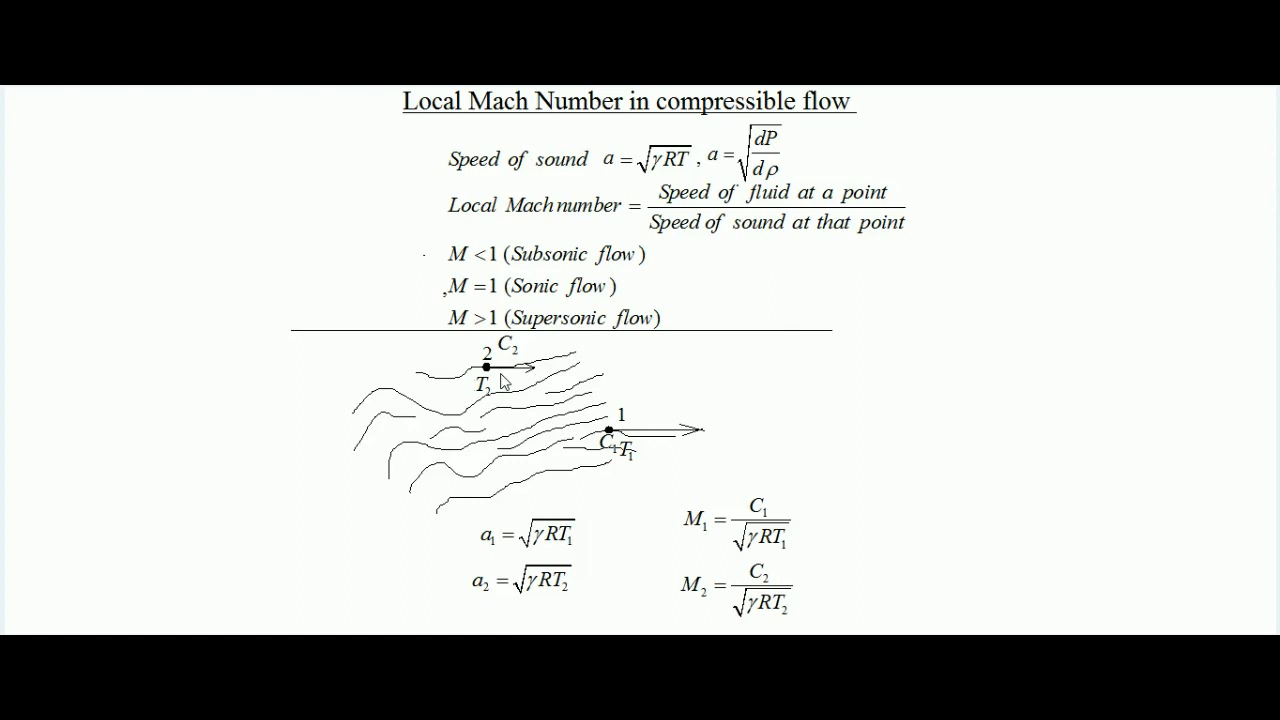 Local Mach Number in compressible flow
Speed of sound a = √γRT , a = √dP/dρ
Local Mach number = Speed of fluid at a point / Speed of sound at that point
. M < 1 (Subsonic flow)
,M = 1 (Sonic flow)
M > 1 (Supersonic flow)
2 C₂
T₂
1
C₁ T₁
a₁ = √γRT₁
M₁ = C₁ / √γRT₁
a₂ = √γRT₂
M₂ = C₂ / √γRT₂